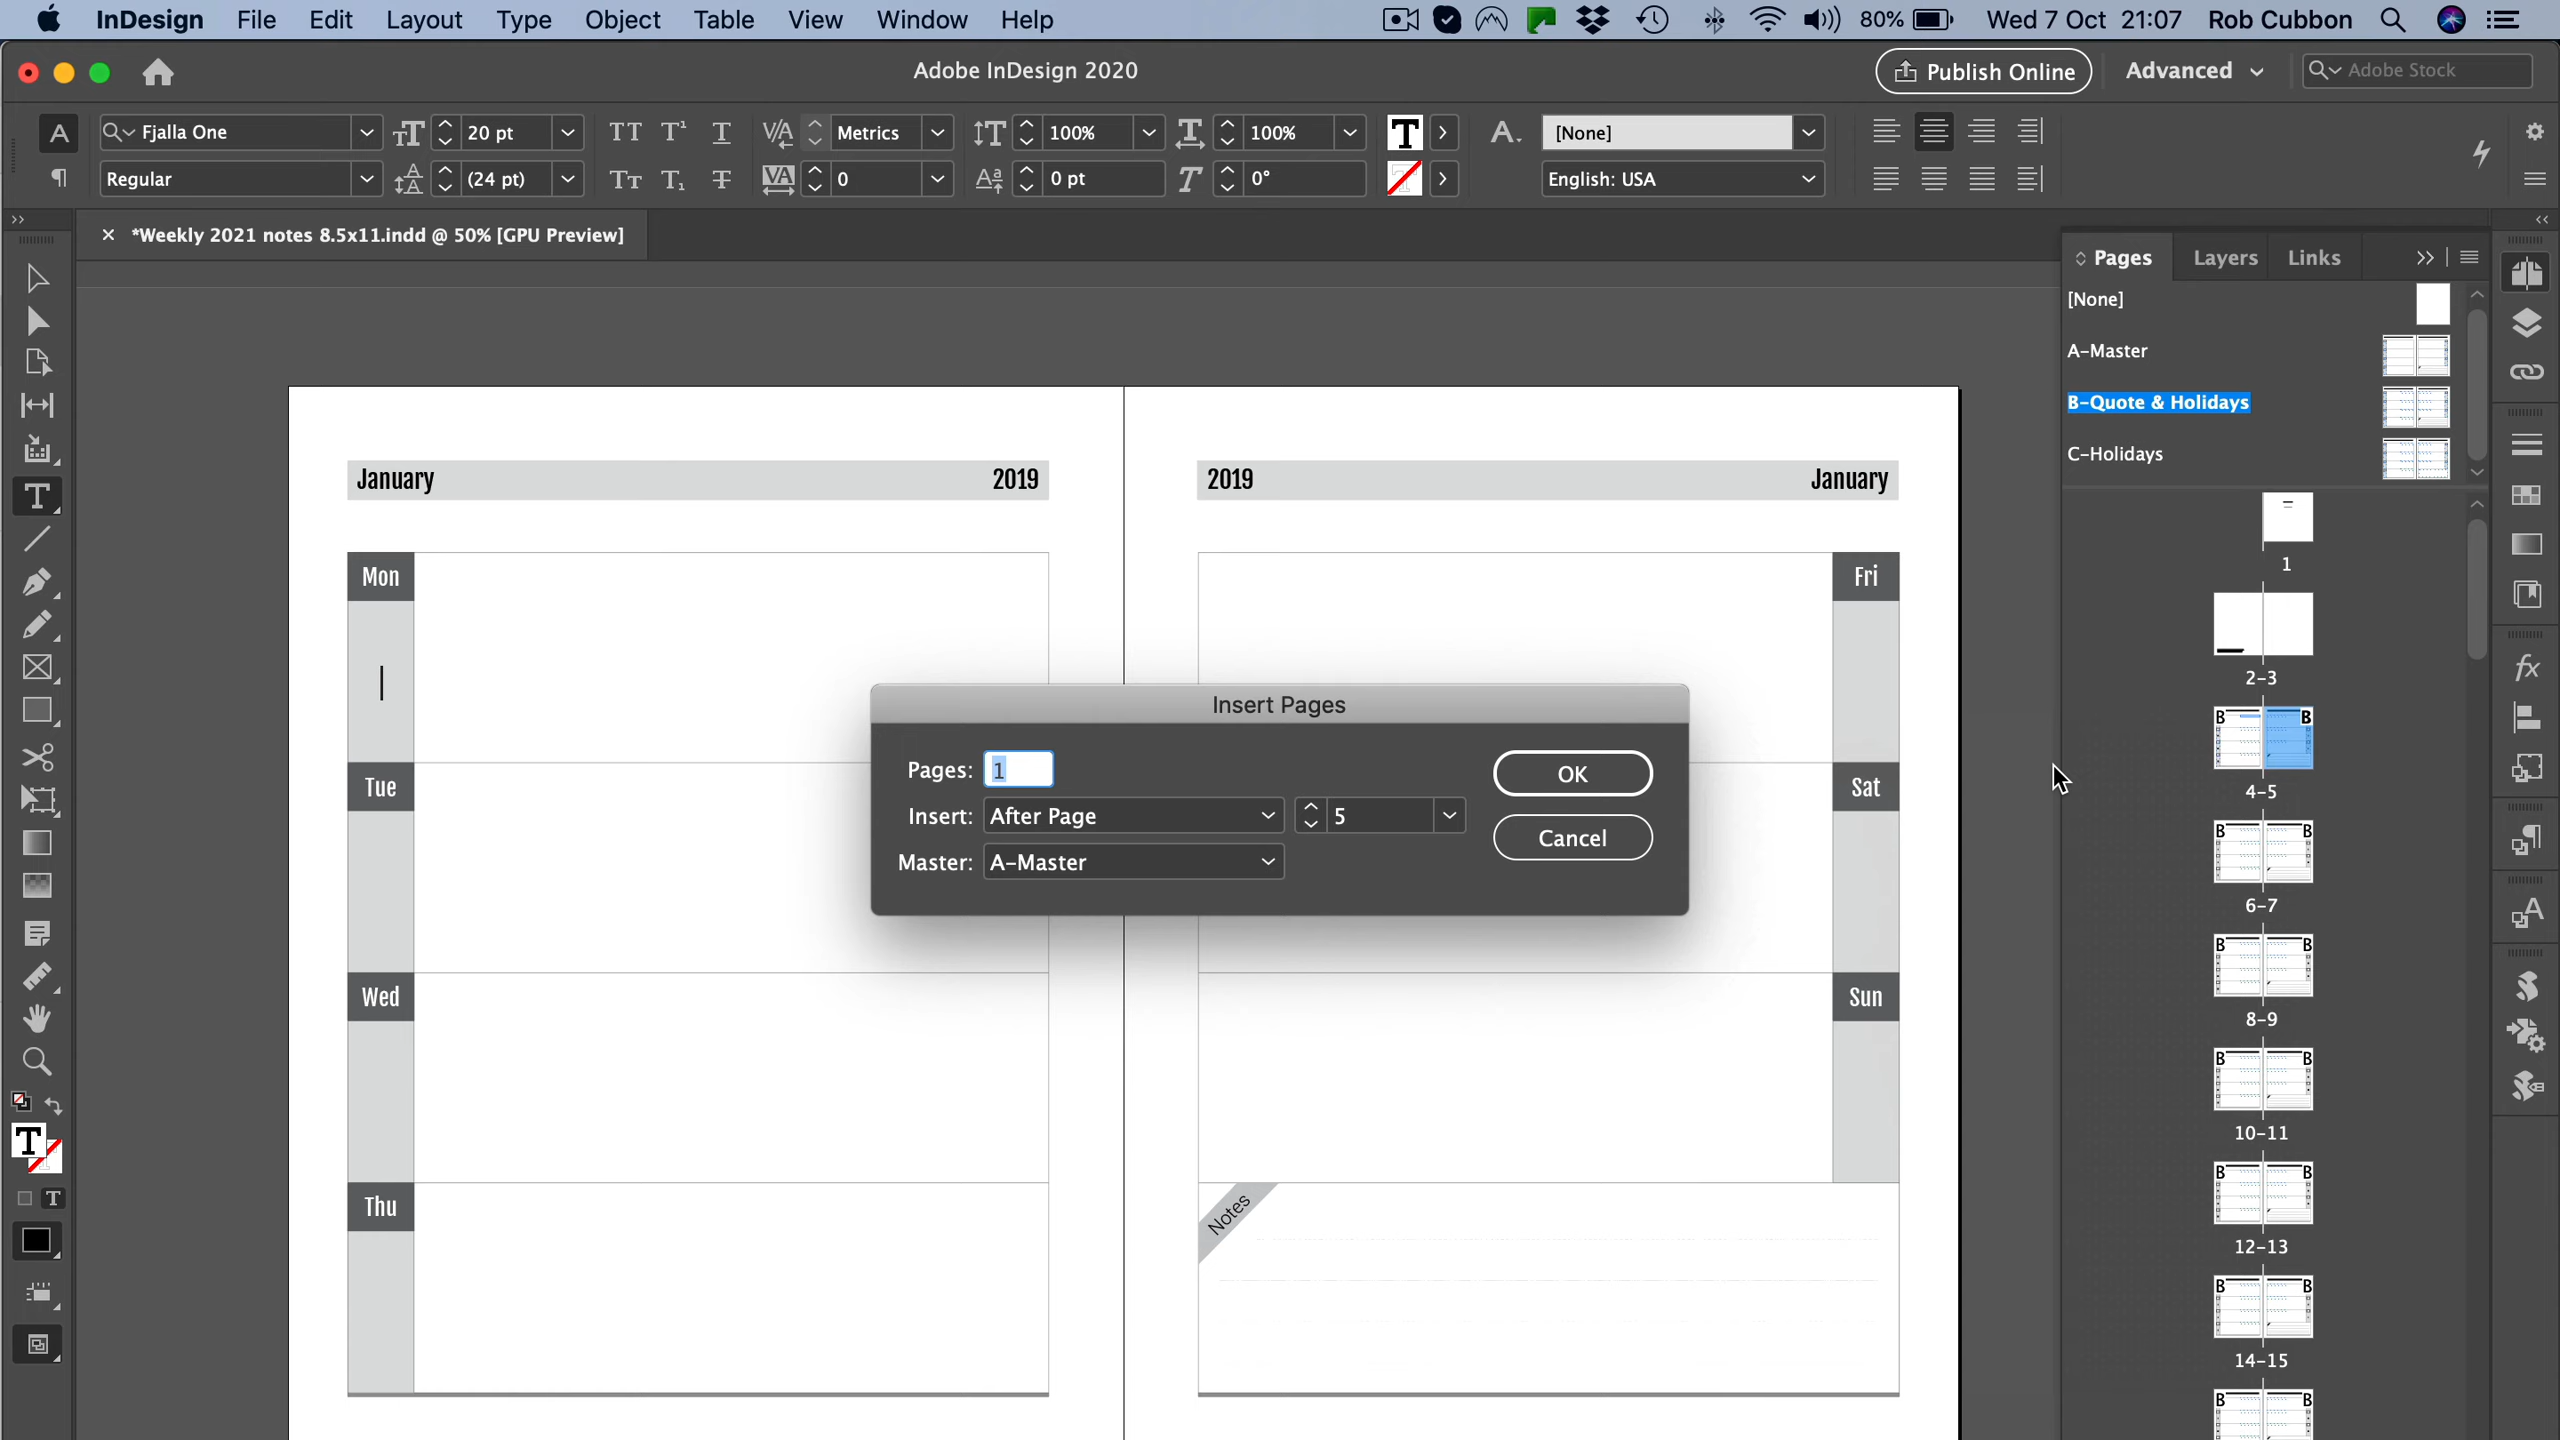 InDesign File Edit Layout Type Object Table View Window Help 80% Wed 7 Oct 21:07 Rob Cubbon
Adobe InDesign 2020 Publish Online Advanced Adobe Stock
Fjalla One 20 pt Metrics 100% 100% [None]
Regular (24 pt) 0 0 pt 0° English: USA
*Weekly 2021 notes 8.5x11.indd @ 50% [GPU Preview]
Pages Layers Links
[None]
A-Master
B-Quote & Holidays
C-Holidays
January 2019
2019 January
Mon
Tue
Wed
Thu
Fri
Sat
Sun
Notes
Insert Pages
Pages: 1
Insert: After Page 5
Master: A-Master
OK
Cancel
1
2-3
B B
4-5
B B
6-7
B B
8-9
B B
10-11
B B
12-13
B B
14-15
B B